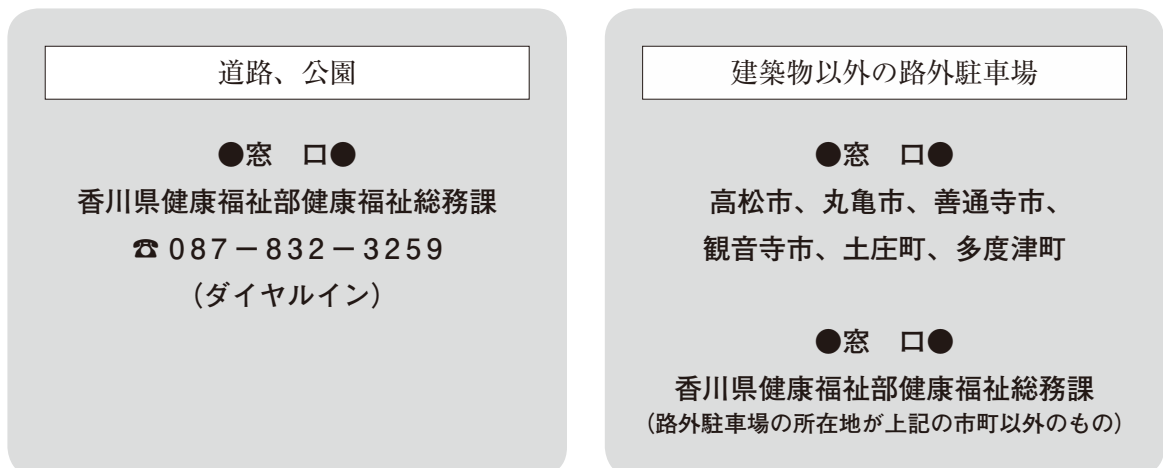 道路、公園
●窓　口●
香川県健康福祉部健康福祉総務課
☎ 087－832－3259
（ダイヤルイン）
建築物以外の路外駐車場
●窓　口●
高松市、丸亀市、善通寺市、
観音寺市、土庄町、多度津町
●窓　口●
香川県健康福祉部健康福祉総務課
（路外駐車場の所在地が上記の市町以外のもの）